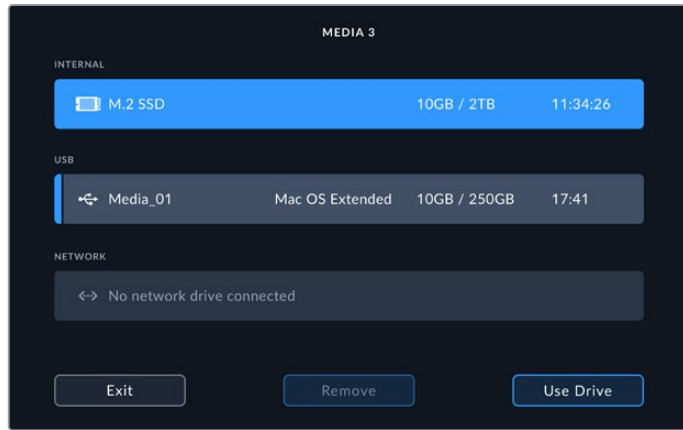 MEDIA 3
INTERNAL
M.2 SSD 10GB / 2TB 11:34:26
USB
Media_01 Mac OS Extended 10GB / 250GB 17:41
NETWORK
No network drive connected
Exit Remove Use Drive